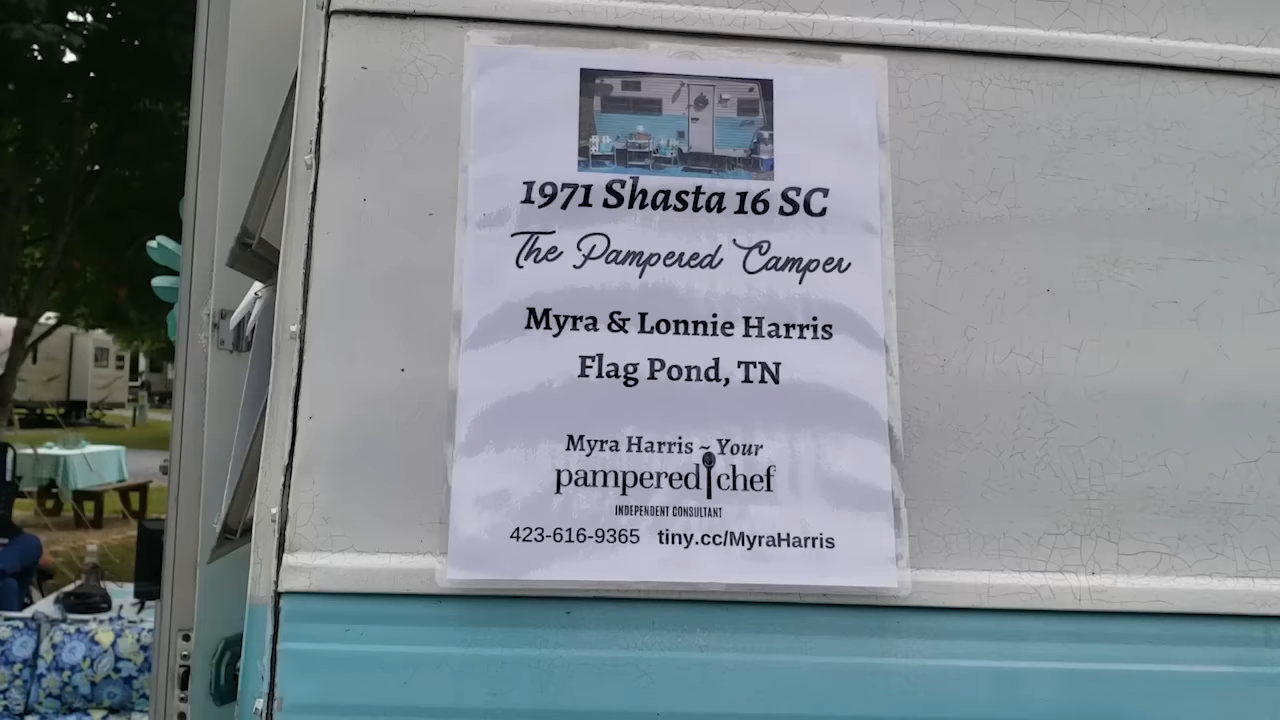 1971 Shasta 16 SC
The Pampered Camper
Myra & Lonnie Harris
Flag Pond, TN
Myra Harris ~ Your
pampered chef
INDEPENDENT CONSULTANT
423-616-9365 tiny.cc/MyraHarris